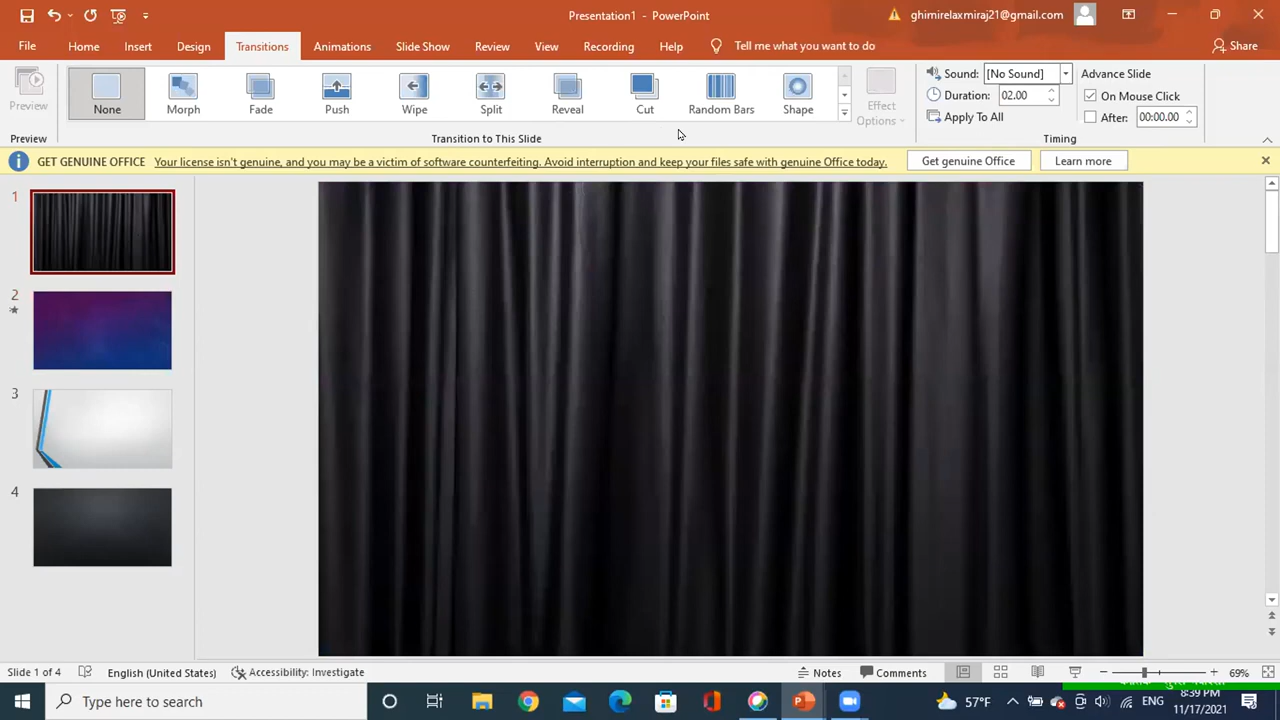 Presentation1 - PowerPoint
ghimirelaxmiraj21@gmail.com
File Home Insert Design Transitions Animations Slide Show Review View Recording Help Tell me what you want to do Share
Preview
None Morph Fade Push Wipe Split Reveal Cut Random Bars Shape
Effect Options
Sound: [No Sound]
Duration: 02.00
Apply To All
Advance Slide
On Mouse Click
After: 00:00.00
Preview Transition to This Slide Timing
GET GENUINE OFFICE Your license isn't genuine, and you may be a victim of software counterfeiting. Avoid interruption and keep your files safe with genuine Office today. Get genuine Office Learn more
1
2
3
4
Slide 1 of 4 English (United States) Accessibility: Investigate Notes Comments 69%
Type here to search
57°F
ENG
8:39 PM
11/17/2021